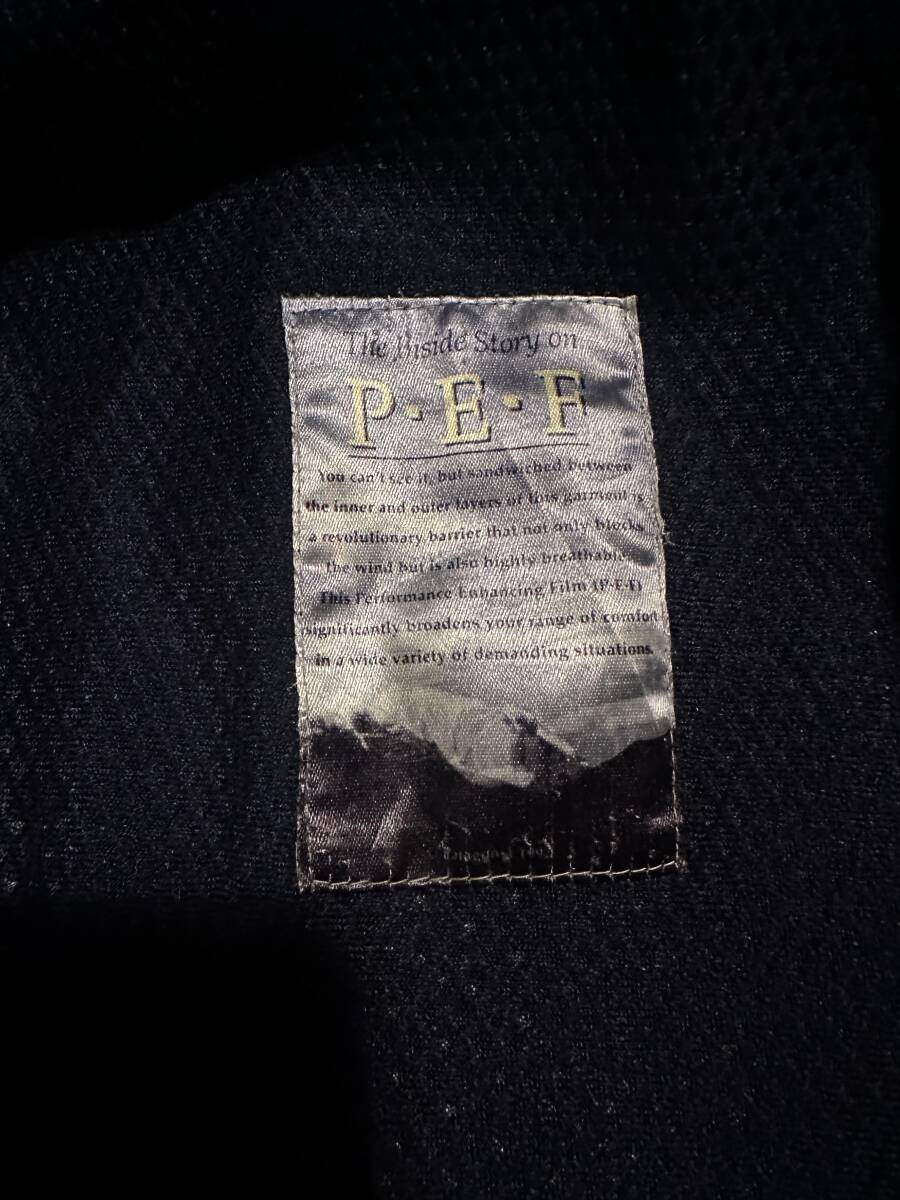 The Inside Story on
P·E·F
You can't see it, but sandwiched between
the inner and outer layers of this garment is
a revolutionary barrier that not only blocks
the wind but is also highly breathable.
This Performance Enhancing Film (P·E·F)
significantly broadens your range of comfort
in a wide variety of demanding situations.